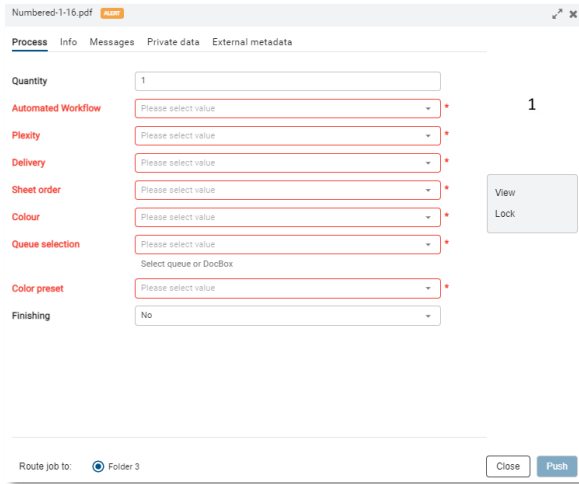 Numbered-1-16.pdf ALERT
Process Info Messages Private data External metadata
Quantity 1
Automated Workflow Please select value *
Plexity Please select value *
Delivery Please select value *
Sheet order Please select value *
Colour Please select value *
Queue selection Please select value *
Select queue or DocBox
Color preset Please select value *
Finishing No
1
View
Lock
Route job to: Folder 3 Close Push